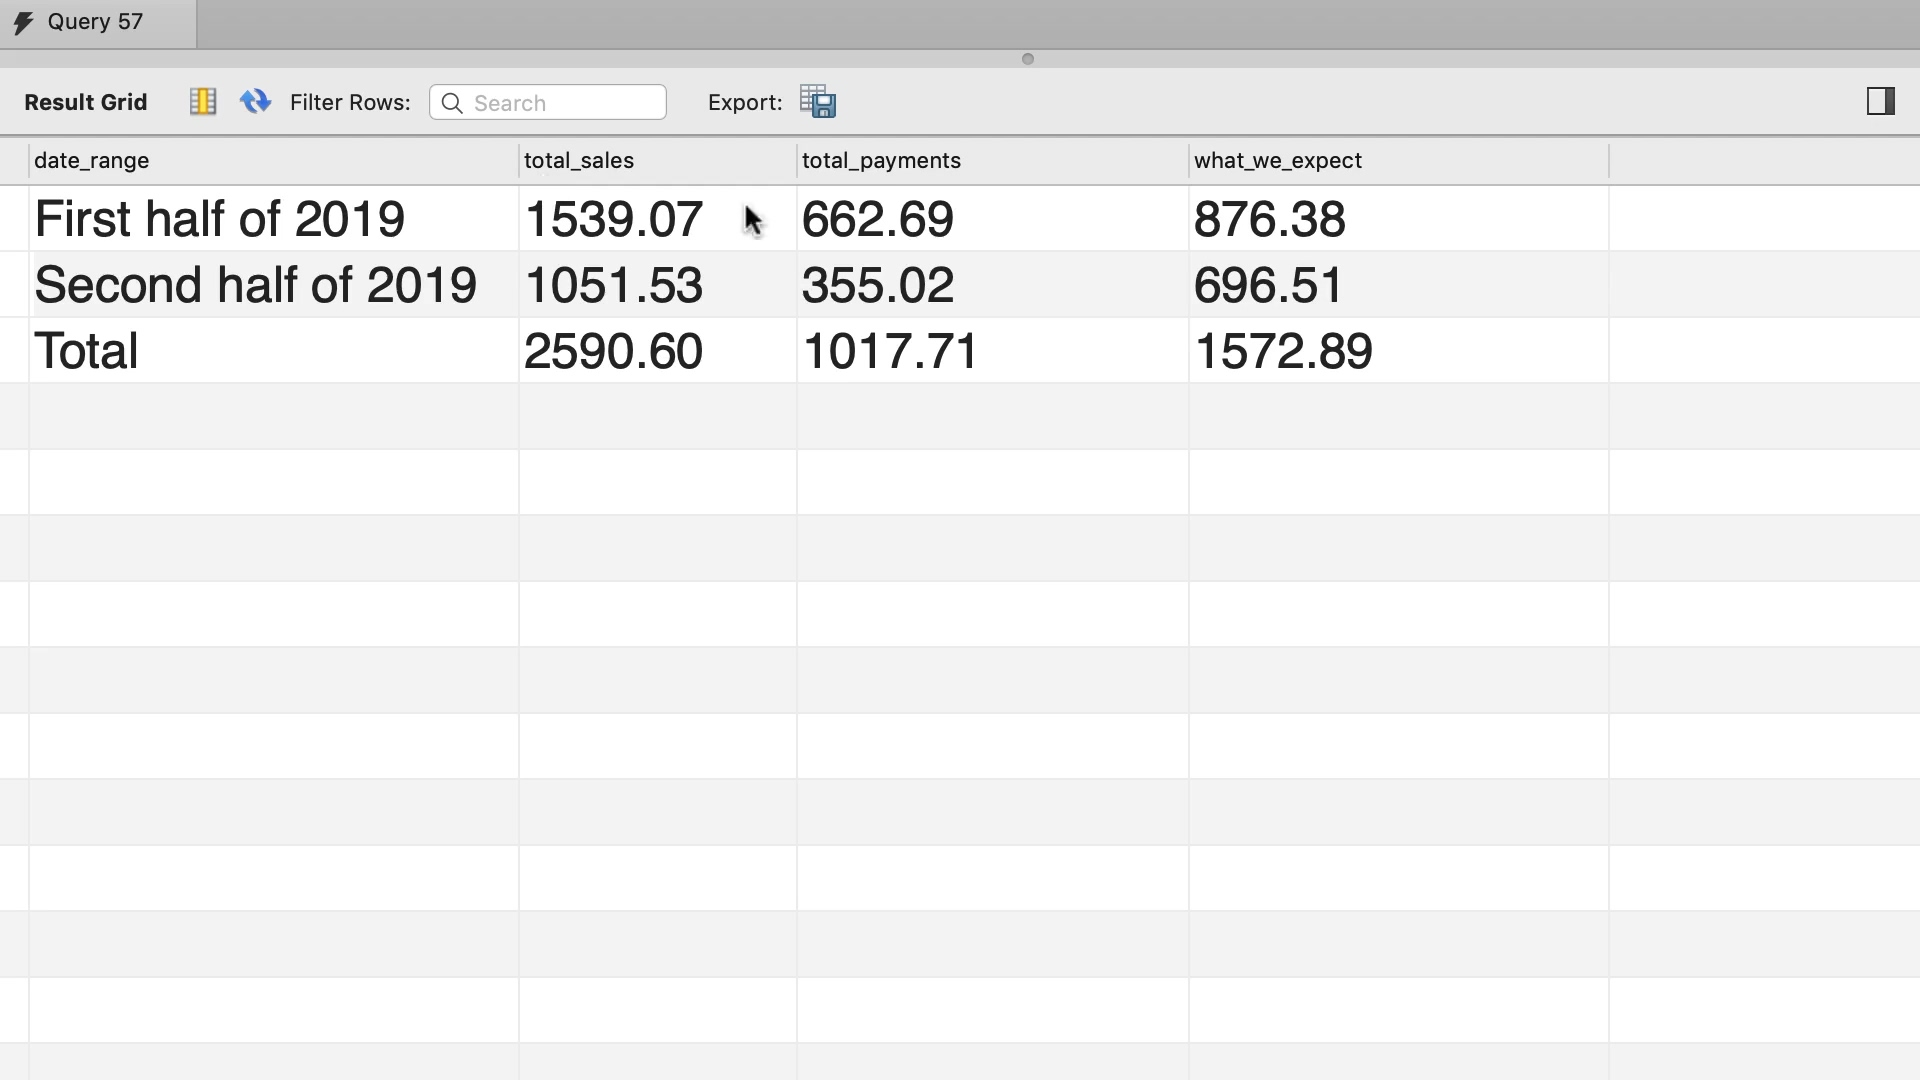 Query 57
Result Grid Filter Rows: Search Export:
date_range total_sales total_payments what_we_expect
First half of 2019 1539.07 662.69 876.38
Second half of 2019 1051.53 355.02 696.51
Total 2590.60 1017.71 1572.89